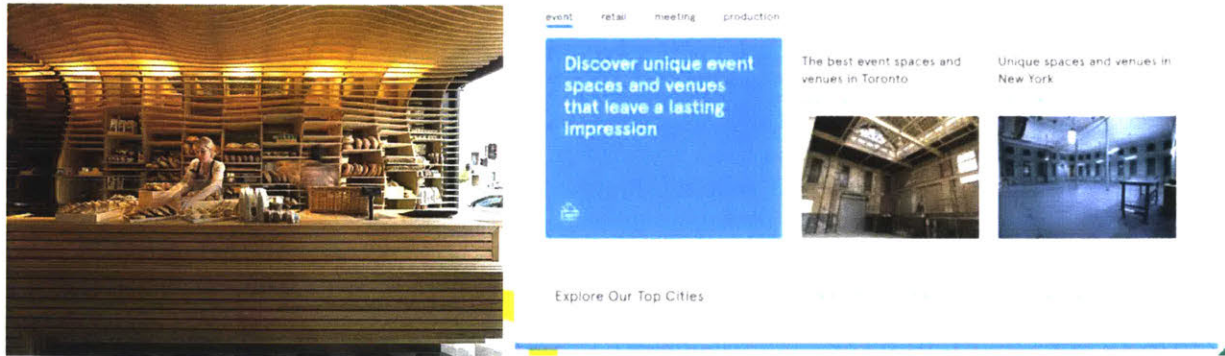 event retail meeting production
Discover unique event
spaces and venues
that leave a lasting
impression
The best event spaces and
venues in Toronto
Unique spaces and venues in
New York
Explore Our Top Cities